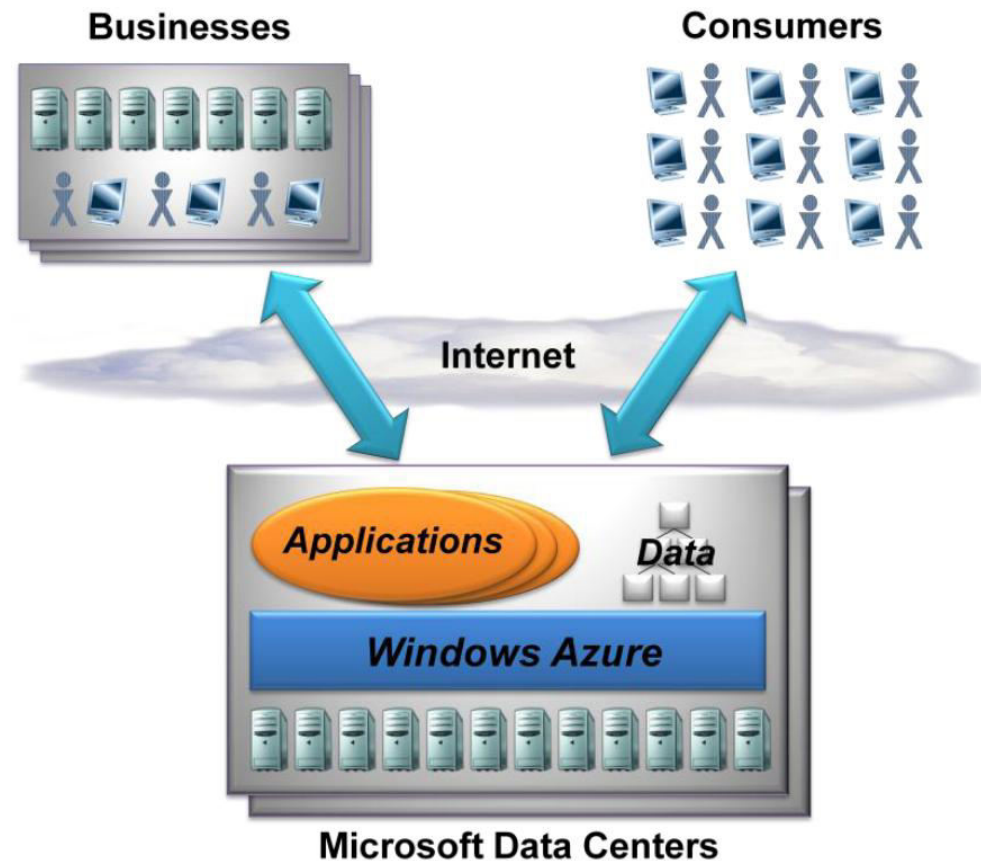 Businesses
Consumers
Internet
Applications
Data
Windows Azure
Microsoft Data Centers